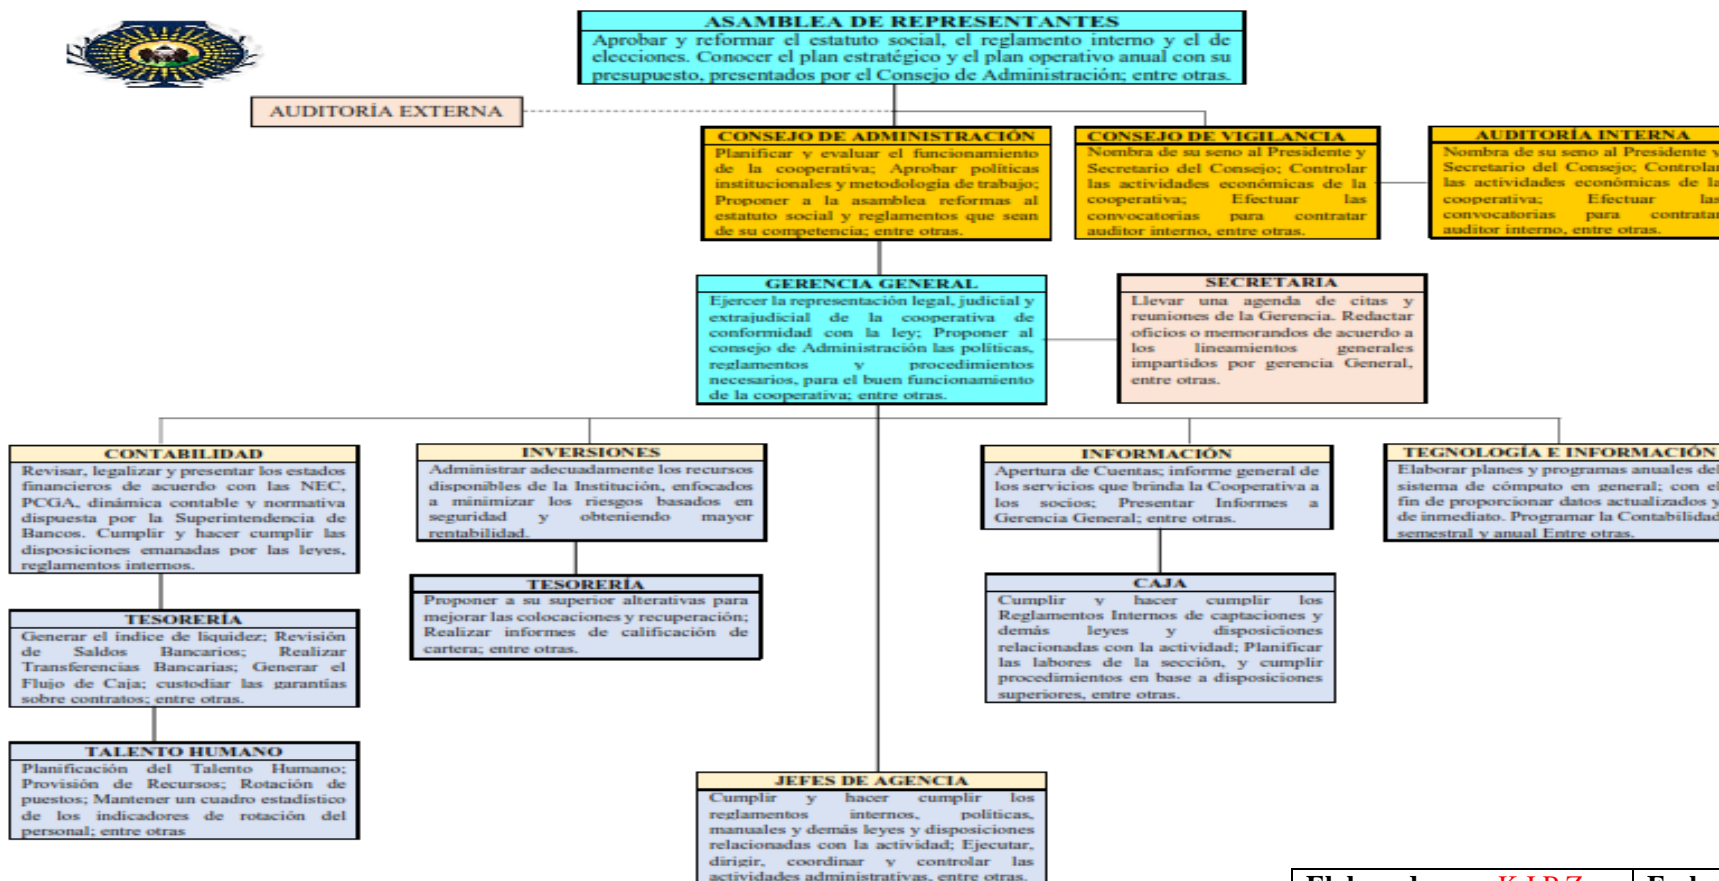 ASAMBLEA DE REPRESENTANTES
Aprobar y reformar el estatuto social, el reglamento interno y el de
elecciones. Conocer el plan estratégico y el plan operativo anual con su
presupuesto, presentados por el Consejo de Administración; entre otras.
AUDITORÍA EXTERNA
CONSEJO DE ADMINISTRACIÓN
Planificar y evaluar el funcionamiento
de la cooperativa; Aprobar políticas
institucionales y metodología de trabajo;
Proponer a la asamblea reformas al
estatuto social y reglamentos que sean
de su competencia; entre otras.
CONSEJO DE VIGILANCIA
Nombra de su seno al Presidente y
Secretario del Consejo; Controlar
las actividades económicas de la
cooperativa; Efectuar las
convocatorias para contratar
auditor interno, entre otras.
AUDITORÍA INTERNA
Nombra de su seno al Presidente y
Secretario del Consejo; Controlar
las actividades económicas de la
cooperativa; Efectuar las
convocatorias para contratar
auditor interno, entre otras.
GERENCIA GENERAL
Ejercer la representación legal, judicial y
extrajudicial de la cooperativa de
conformidad con la ley; Proponer al
consejo de Administración las políticas,
reglamentos y procedimientos
necesarios, para el buen funcionamiento
de la cooperativa; entre otras.
SECRETARIA
Llevar una agenda de citas y
reuniones de la Gerencia. Redactar
oficios o memorandos de acuerdo a
los lineamientos generales
impartidos por gerencia General,
entre otras.
CONTABILIDAD
Revisar, legalizar y presentar los estados
financieros de acuerdo con las NEC,
PCGA, dinámica contable y normativa
dispuesta por la Superintendencia de
Bancos. Cumplir y hacer cumplir las
disposiciones emanadas por las leyes,
reglamentos internos.
INVERSIONES
Administrar adecuadamente los recursos
disponibles de la Institución, enfocados
a minimizar los riesgos basados en
seguridad y obteniendo mayor
rentabilidad.
INFORMACIÓN
Apertura de Cuentas; informe general de
los servicios que brinda la Cooperativa a
los socios; Presentar Informes a
Gerencia General; entre otras.
TEGNOLOGÍA E INFORMACIÓN
Elaborar planes y programas anuales del
sistema de cómputo en general; con el
fin de proporcionar datos actualizados y
de inmediato. Programar la Contabilidad
semestral y anual Entre otras.
TESORERÍA
Generar el índice de liquidez; Revisión
de Saldos Bancarios; Realizar
Transferencias Bancarias; Generar el
Flujo de Caja; custodiar las garantías
sobre contratos; entre otras.
TESORERÍA
Proponer a su superior alterativas para
mejorar las colocaciones y recuperación;
Realizar informes de calificación de
cartera; entre otras.
CAJA
Cumplir y hacer cumplir los
Reglamentos Internos de captaciones y
demás leyes y disposiciones
relacionadas con la actividad; Planificar
las labores de la sección, y cumplir
procedimientos en base a disposiciones
superiores, entre otras.
TALENTO HUMANO
Planificación del Talento Humano;
Provisión de Recursos; Rotación de
puestos; Mantener un cuadro estadístico
de los indicadores de rotación del
personal; entre otras
JEFES DE AGENCIA
Cumplir y hacer cumplir los
reglamentos internos, políticas,
manuales y demás leyes y disposiciones
relacionadas con la actividad; Ejecutar,
dirigir, coordinar y controlar las
actividades administrativas, entre otras.